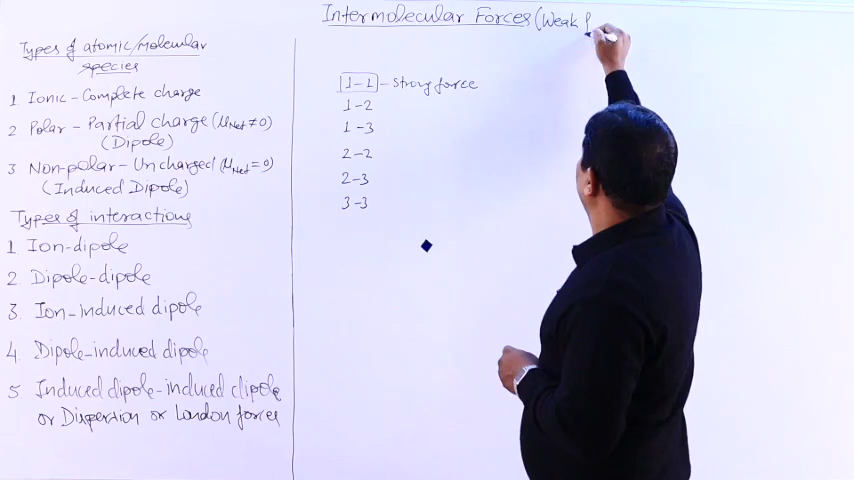 Intermolecular Forces (Weak f
Types of atomic/molecular
species
1 Ionic - Complete charge
2 Polar - Partial charge (μNet ≠ 0)
(Dipole)
3 Non-polar - Uncharged (μNet = 0)
(Induced Dipole)
Types of interactions
1. Ion-dipole
2. Dipole-dipole
3. Ion-induced dipole
4. Dipole-induced dipole
5 Induced dipole-induced dipole
or Dispersion or London forces
1-1 - Strong force
1-2
1-3
2-2
2-3
3-3